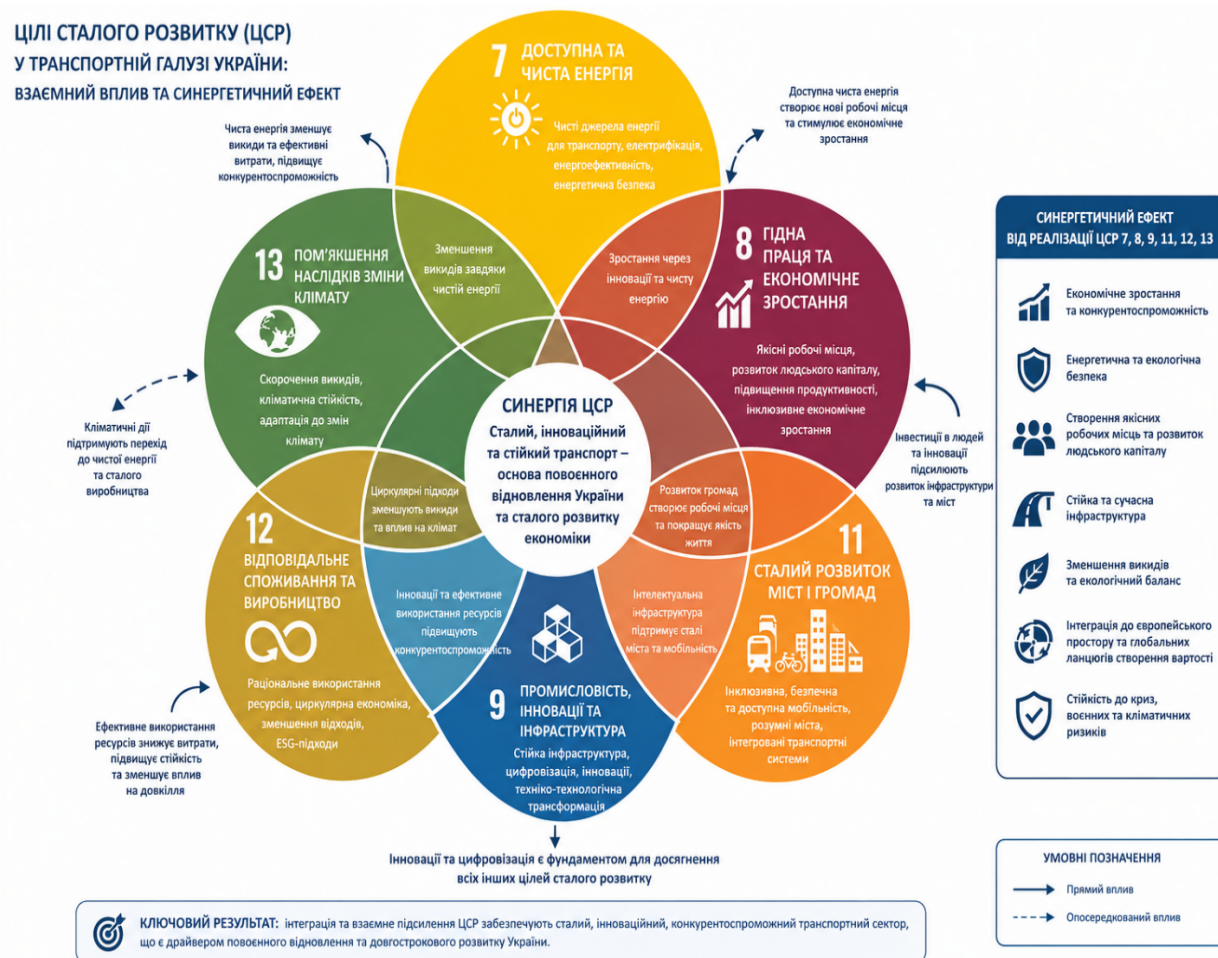 ЦІЛІ СТАЛОГО РОЗВИТКУ (ЦСР)
У ТРАНСПОРТНІЙ ГАЛУЗІ УКРАЇНИ:
ВЗАЄМНИЙ ВПЛИВ ТА СИНЕРГЕТИЧНИЙ ЕФЕКТ
7 ДОСТУПНА ТА
ЧИСТА ЕНЕРГІЯ
Чисті джерела енергії
для транспорту, електрифікація,
енергоефективність,
енергетична безпека
Чиста енергія зменшує
викиди та ефективні
витрати, підвищує
конкурентоспроможність
Доступна чиста енергія
створює нові робочі місця
та стимулює економічне
зростання
13 ПОМ’ЯКШЕННЯ
НАСЛІДКІВ ЗМІНИ
КЛІМАТУ
Скорочення викидів,
кліматична стійкість,
адаптація до змін
клімату
Зменшення
викидів завдяки
чистій енергії
Зростання через
інновації та чисту
енергію
8 ГІДНА
ПРАЦЯ ТА
ЕКОНОМІЧНЕ
ЗРОСТАННЯ
Якісні робочі місця,
розвиток людського капіталу,
підвищення продуктивності,
інклюзивне економічне
зростання
СИНЕРГІЯ ЦСР
Сталий, інноваційний
та стійкий транспорт –
основа повоєнного
відновлення України
та сталого розвитку
економіки
Кліматичні дії
підтримують перехід
до чистої енергії
та сталого
виробництва
Інвестиції в людей
та інновації
підсилюють
розвиток інфраструктури
та міст
Циркулярні підходи
зменшують викиди
та вплив на клімат
Розвиток громад
створює робочі місця
та покращує якість
життя
12
ВІДПОВІДАЛЬНЕ
СПОЖИВАННЯ ТА
ВИРОБНИЦТВО
Раціональне використання
ресурсів, циркулярна економіка,
зменшення відходів,
ESG-підходи
Інновації та ефективне
використання ресурсів
підвищують
конкурентоспроможність
Інтелектуальна
інфраструктура
підтримує сталі
міста та мобільність
11
СТАЛИЙ РОЗВИТОК
МІСТ І ГРОМАД
Інклюзивна, безпечна
та доступна мобільність,
розумні міста,
інтегровані транспортні
системи
9 ПРОМИСЛОВІСТЬ,
ІННОВАЦІЇ ТА
ІНФРАСТРУКТУРА
Стійка інфраструктура,
цифровізація, інновації,
техніко-технологічна
трансформація
Ефективне використання
ресурсів знижує витрати,
підвищує стійкість
та зменшує вплив
на довкілля
Інновації та цифровізація є фундаментом для досягнення
всіх інших цілей сталого розвитку
СИНЕРГЕТИЧНИЙ ЕФЕКТ
ВІД РЕАЛІЗАЦІЇ ЦСР 7, 8, 9, 11, 12, 13
Економічне зростання
та конкурентоспроможність
Енергетична та екологічна
безпека
Створення якісних
робочих місць та розвиток
людського капіталу
Стійка та сучасна
інфраструктура
Зменшення викидів
та екологічний баланс
Інтеграція до європейського
простору та глобальних
ланцюгів створення вартості
Стійкість до криз,
воєнних та кліматичних
ризиків
УМОВНІ ПОЗНАЧЕННЯ
Прямий вплив
Опосередкований вплив
КЛЮЧОВИЙ РЕЗУЛЬТАТ: інтеграція та взаємне підсилення ЦСР забезпечують сталий, інноваційний, конкурентоспроможний транспортний сектор,
що є драйвером повоєнного відновлення та довгострокового розвитку України.